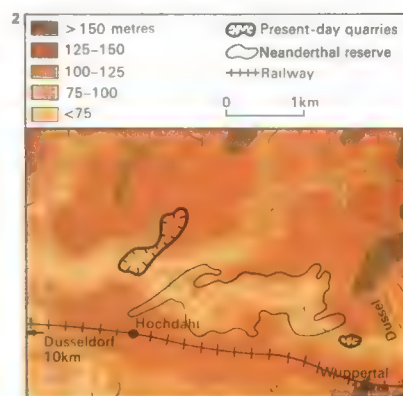 2
> 150 metres
125-150
100-125
75-100
<75
Present-day quarries
Neanderthal reserve
Railway
0 1km
Hochdahl
Dusseldorf
10km
Dussel
Wuppertal